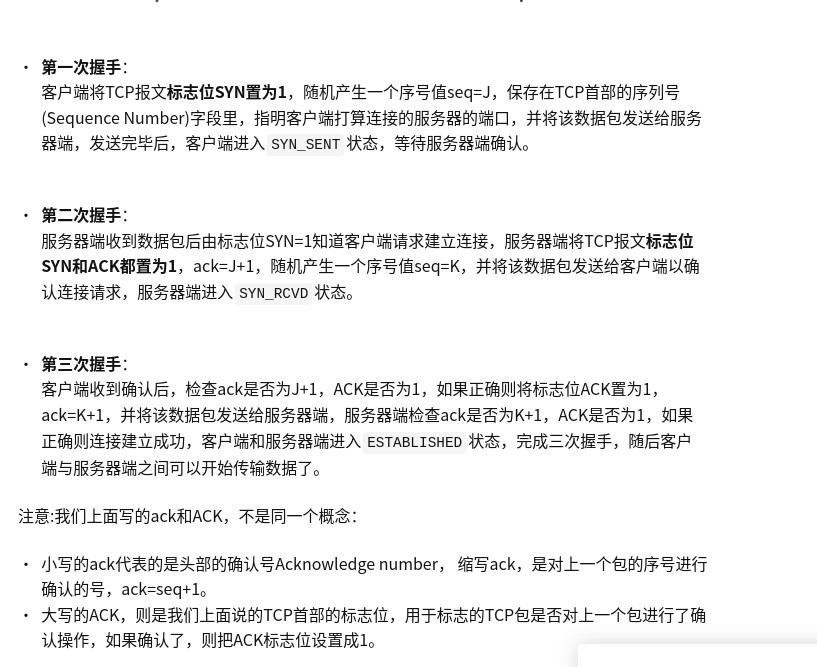 · 第一次握手：
客户端将TCP报文标志位SYN置为1，随机产生一个序号值seq=J，保存在TCP首部的序列号
(Sequence Number)字段里，指明客户端打算连接的服务器的端口，并将该数据包发送给服务
器端，发送完毕后，客户端进入 SYN_SENT 状态，等待服务器端确认。
· 第二次握手：
服务器端收到数据包后由标志位SYN=1知道客户端请求建立连接，服务器端将TCP报文标志位
SYN和ACK都置为1，ack=J+1，随机产生一个序号值seq=K，并将该数据包发送给客户端以确
认连接请求，服务器端进入 SYN_RCVD 状态。
· 第三次握手：
客户端收到确认后，检查ack是否为J+1，ACK是否为1，如果正确则将标志位ACK置为1，
ack=K+1，并将该数据包发送给服务器端，服务器端检查ack是否为K+1，ACK是否为1，如果
正确则连接建立成功，客户端和服务器端进入 ESTABLISHED 状态，完成三次握手，随后客户
端与服务器端之间可以开始传输数据了。
注意:我们上面写的ack和ACK，不是同一个概念：
· 小写的ack代表的是头部的确认号Acknowledge number， 缩写ack，是对上一个包的序号进行
确认的号，ack=seq+1。
· 大写的ACK，则是我们上面说的TCP首部的标志位，用于标志的TCP包是否对上一个包进行了确
认操作，如果确认了，则把ACK标志位设置成1。